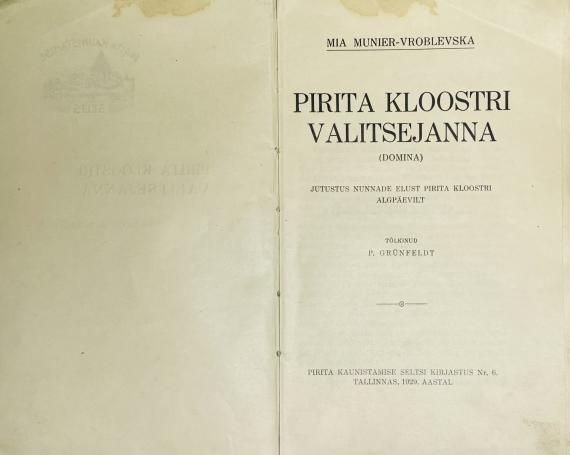 MIA MUNIER-VROBLEVSKA
PIRITA KLOOSTRI
VALITSEJANNA
(DOMINA)
JUTUSTUS NUNNADE ELUST PIRITA KLOOSTRI
ALGPÄEVILT
TÕLKINUD
P. GRÜNFELDT
PIRITA KAUNISTAMISE SELTSI KIRJASTUS Nr. 6.
TALLINNAS, 1929. AASTAL